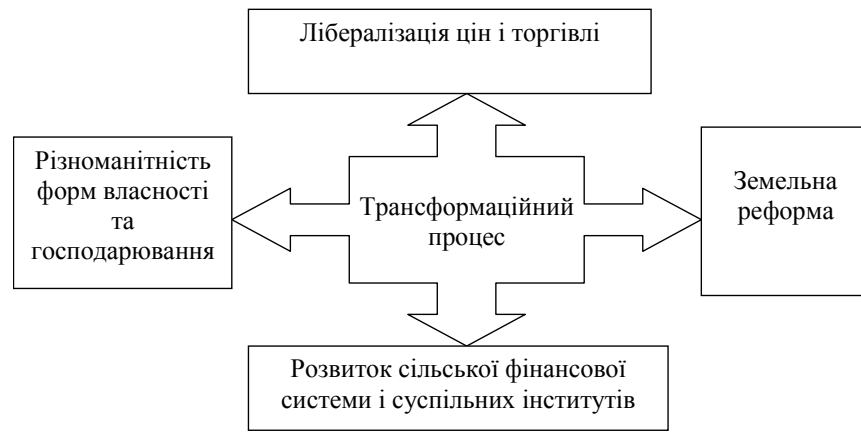 Лібералізація цін і торгівлі
Різноманітність
форм власності
та
господарювання
Трансформаційний
процес
Земельна
реформа
Розвиток сільської фінансової
системи і суспільних інститутів